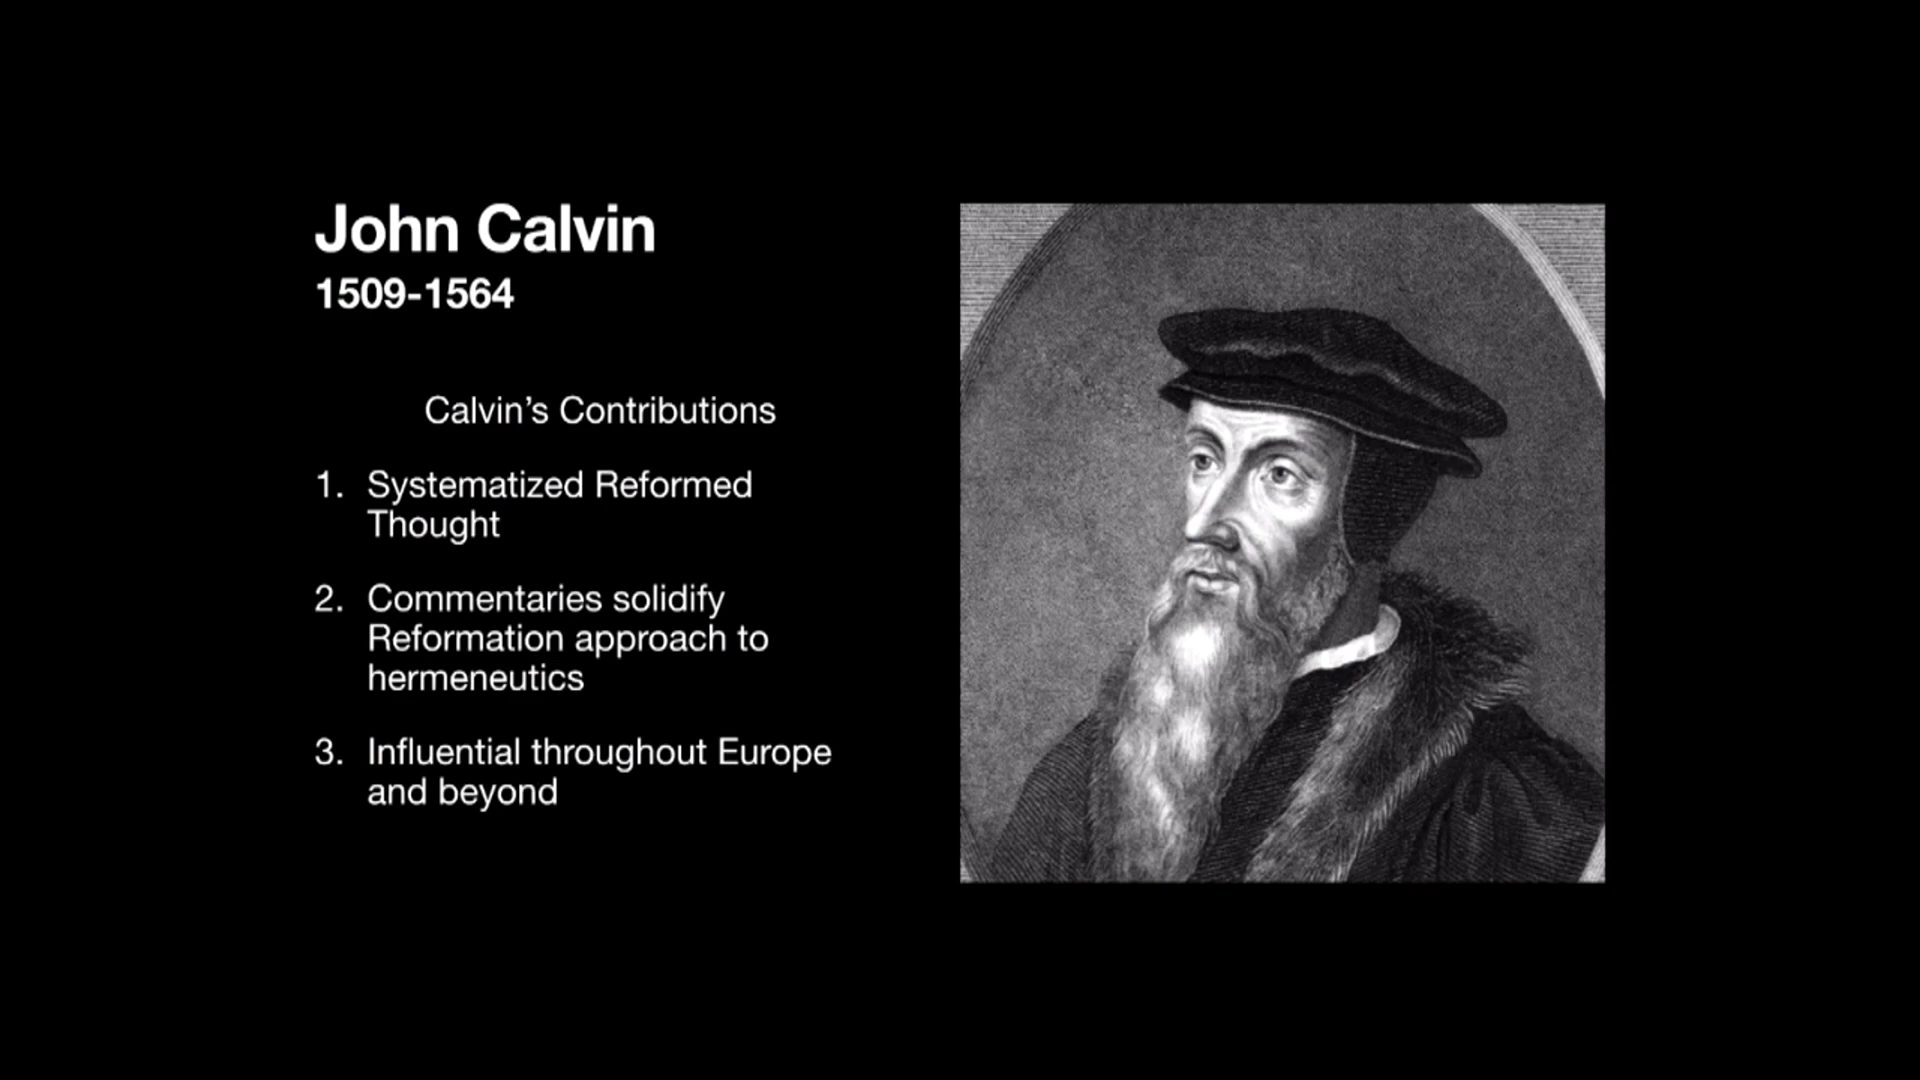 John Calvin
1509-1564
Calvin’s Contributions
1. Systematized Reformed
Thought
2. Commentaries solidify
Reformation approach to
hermeneutics
3. Influential throughout Europe
and beyond